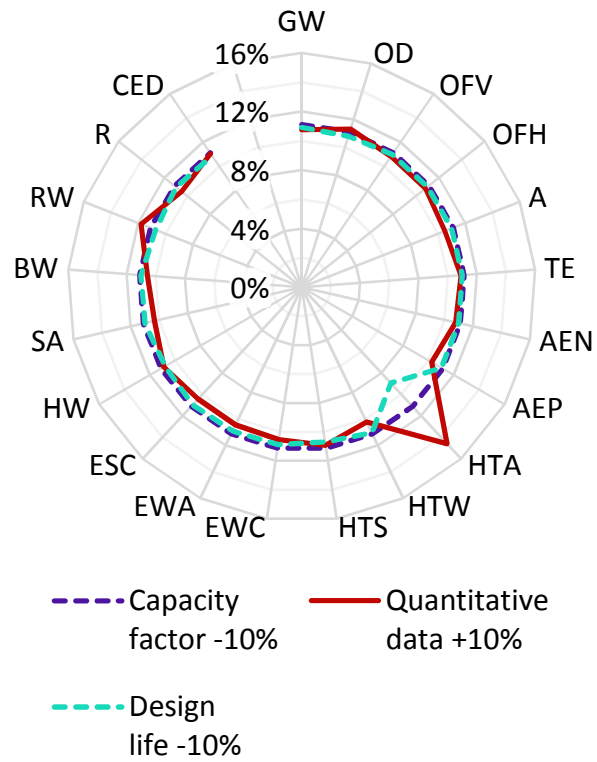 GW
16%
OD
CED
OFV
12%
R
OFH
8%
RW
A
4%
BW
0%
TE
SA
AEN
HW
AEP
ESC
HTA
EWA
HTW
EWC
HTS
Capacity
factor -10%
Quantitative
data +10%
Design
life -10%